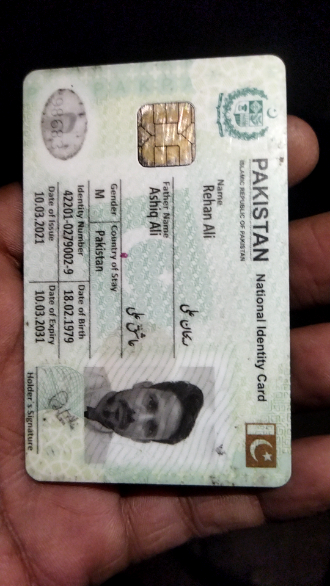 PAKISTAN National Identity Card
ISLAMIC REPUBLIC OF PAKISTAN
Name
Rehan Ali
ریحان علی
Father Name
Ashiq Ali
عاشق علی
Gender Country of Stay
M Pakistan
Identity Number Date of Birth
42201-0279002-9 18.02.1979
Date of Issue Date of Expiry
10.03.2021 10.03.2031
Holder's Signature